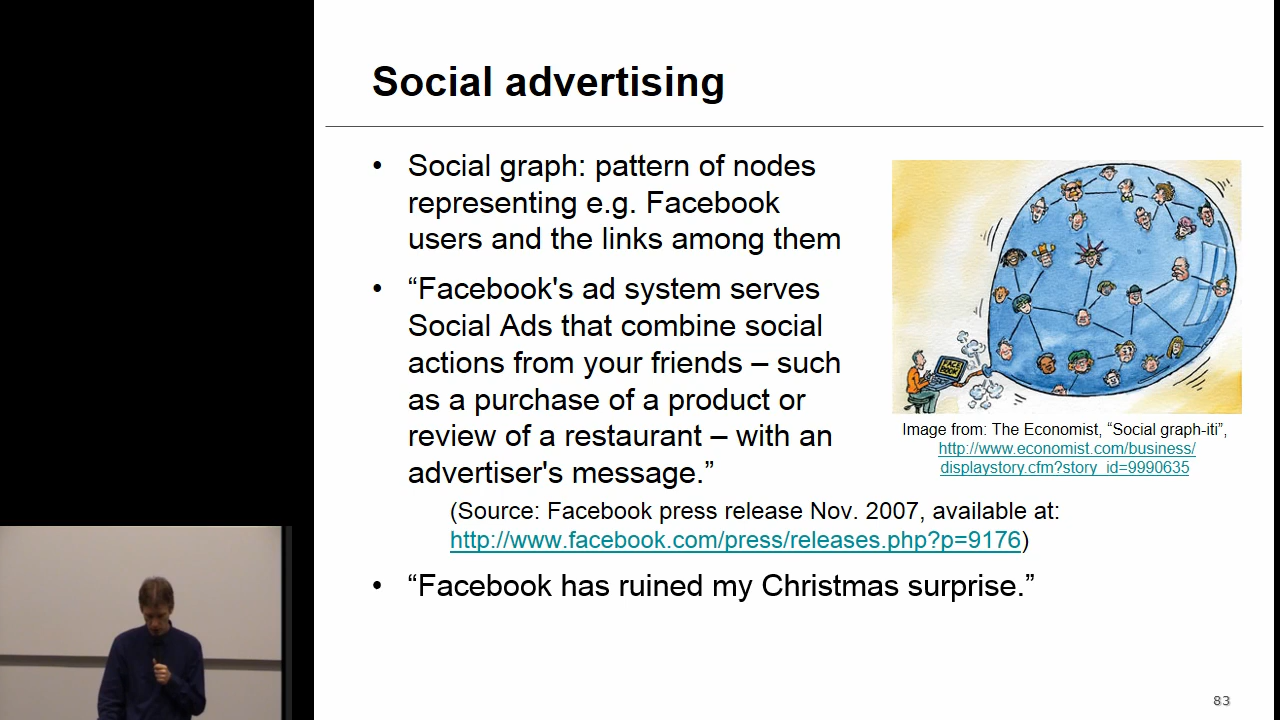 Social advertising
• Social graph: pattern of nodes
representing e.g. Facebook
users and the links among them
• “Facebook's ad system serves
Social Ads that combine social
actions from your friends – such
as a purchase of a product or
review of a restaurant – with an
advertiser's message.”
(Source: Facebook press release Nov. 2007, available at:
http://www.facebook.com/press/releases.php?p=9176)
• “Facebook has ruined my Christmas surprise.”
FACE
BOOK
Image from: The Economist, “Social graph-iti”,
http://www.economist.com/business/
displaystory.cfm?story_id=9990635
83